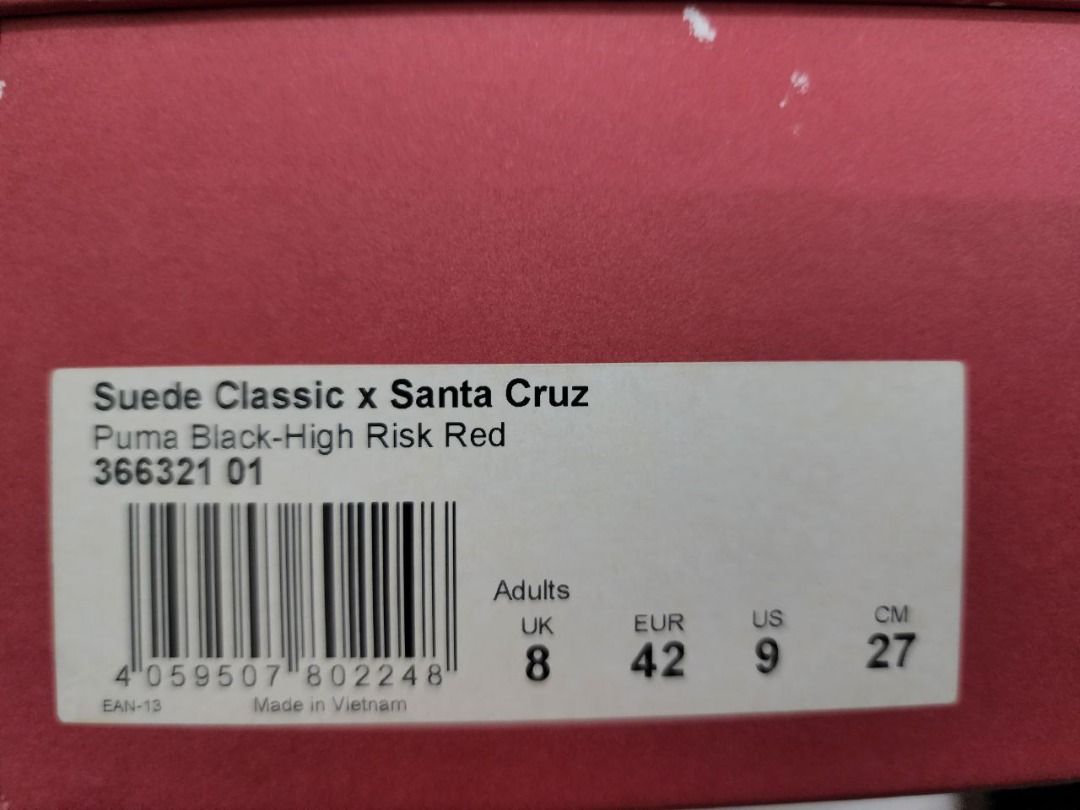 Suede Classic x Santa Cruz
Puma Black-High Risk Red
366321 01
Adults
UK EUR US CM
8 42 9 27
4 059507 802248
EAN-13 Made in Vietnam